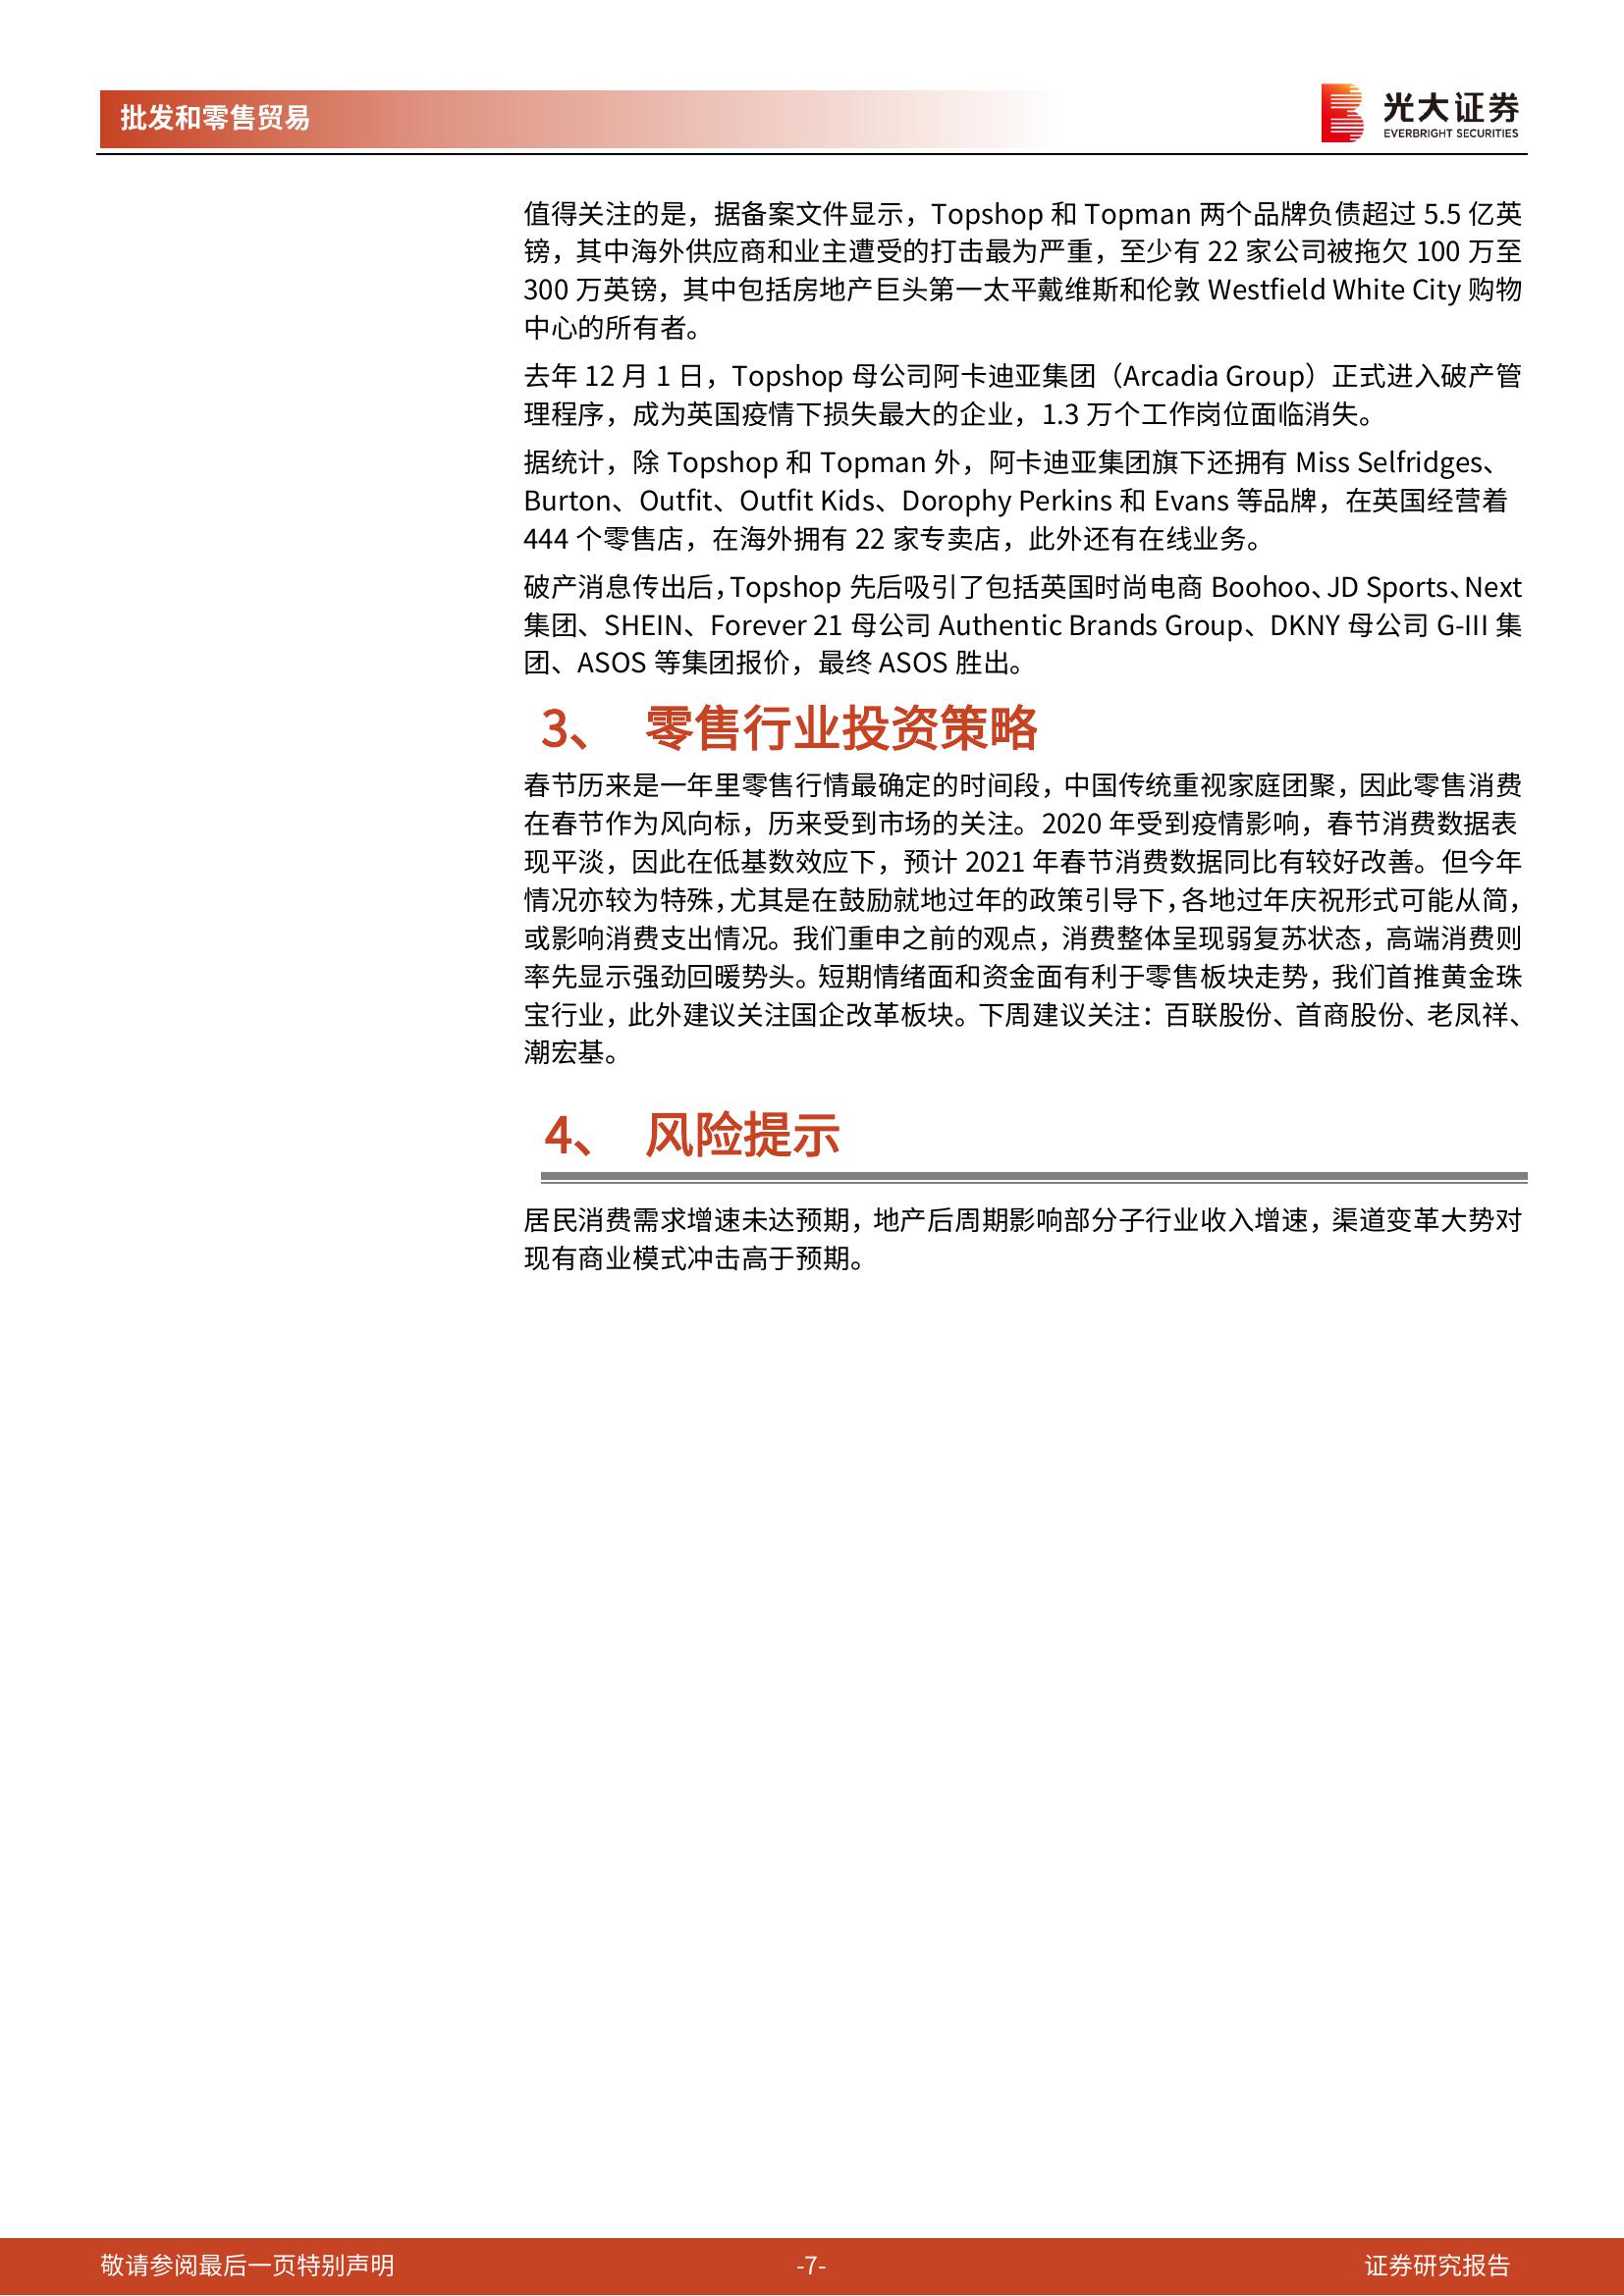 批发和零售贸易
光大证券
EVERBRIGHT SECURITIES
值得关注的是，据备案文件显示，Topshop 和 Topman 两个品牌负债超过 5.5 亿英
镑，其中海外供应商和业主遭受的打击最为严重，至少有 22 家公司被拖欠 100 万至
300 万英镑，其中包括房地产巨头第一太平戴维斯和伦敦 Westfield White City 购物
中心的所有者。
去年 12 月 1 日，Topshop 母公司阿卡迪亚集团（Arcadia Group）正式进入破产管
理程序，成为英国疫情下损失最大的企业，1.3 万个工作岗位面临消失。
据统计，除 Topshop 和 Topman 外，阿卡迪亚集团旗下还拥有 Miss Selfridges、
Burton、Outfit、Outfit Kids、Dorophy Perkins 和 Evans 等品牌，在英国经营着
444 个零售店，在海外拥有 22 家专卖店，此外还有在线业务。
破产消息传出后，Topshop 先后吸引了包括英国时尚电商 Boohoo、JD Sports、Next
集团、SHEIN、Forever 21 母公司 Authentic Brands Group、DKNY 母公司 G-III 集
团、ASOS 等集团报价，最终 ASOS 胜出。
3、 零售行业投资策略
春节历来是一年里零售行情最确定的时间段，中国传统重视家庭团聚，因此零售消费
在春节作为风向标，历来受到市场的关注。2020 年受到疫情影响，春节消费数据表
现平淡，因此在低基数效应下，预计 2021 年春节消费数据同比有较好改善。但今年
情况亦较为特殊，尤其是在鼓励就地过年的政策引导下，各地过年庆祝形式可能从简，
或影响消费支出情况。我们重申之前的观点，消费整体呈现弱复苏状态，高端消费则
率先显示强劲回暖势头。短期情绪面和资金面有利于零售板块走势，我们首推黄金珠
宝行业，此外建议关注国企改革板块。下周建议关注：百联股份、首商股份、老凤祥、
潮宏基。
4、 风险提示
居民消费需求增速未达预期，地产后周期影响部分子行业收入增速，渠道变革大势对
现有商业模式冲击高于预期。
敬请参阅最后一页特别声明
-7-
证券研究报告